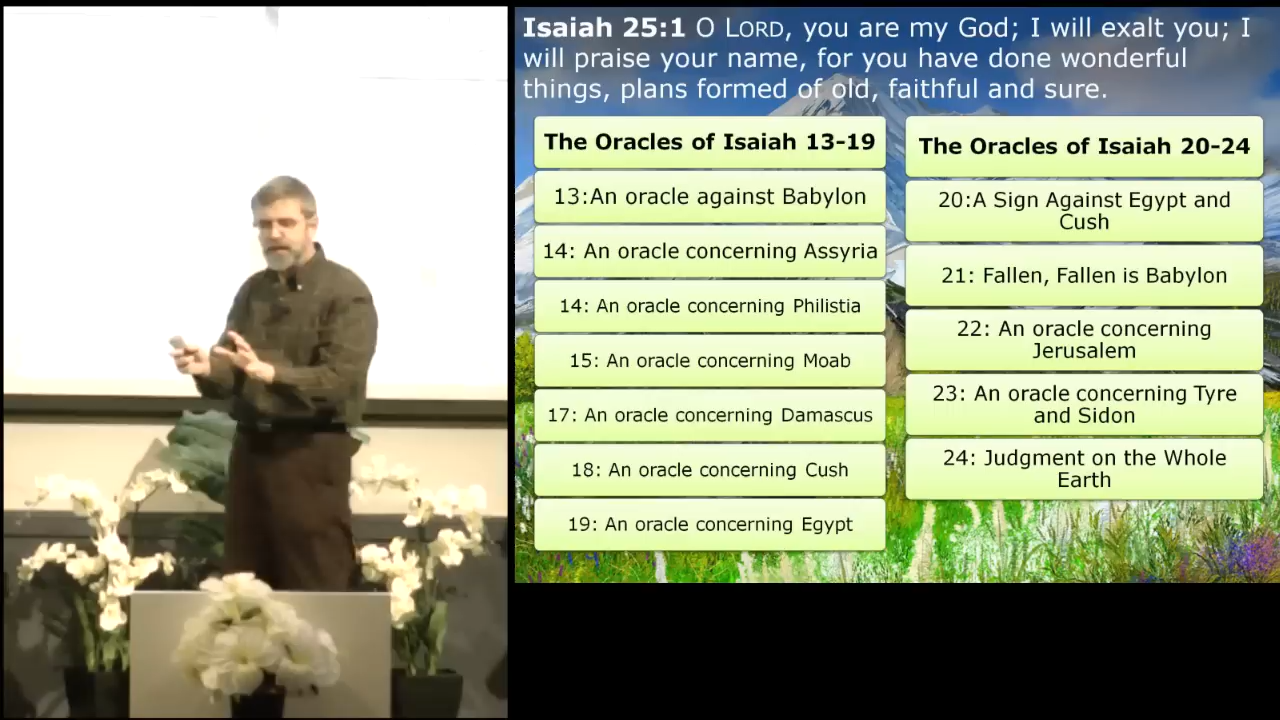 Isaiah 25:1 O LORD, you are my God; I will exalt you; I
will praise your name, for you have done wonderful
things, plans formed of old, faithful and sure.
The Oracles of Isaiah 13-19
13:An oracle against Babylon
14: An oracle concerning Assyria
14: An oracle concerning Philistia
15: An oracle concerning Moab
17: An oracle concerning Damascus
18: An oracle concerning Cush
19: An oracle concerning Egypt
The Oracles of Isaiah 20-24
20:A Sign Against Egypt and
Cush
21: Fallen, Fallen is Babylon
22: An oracle concerning
Jerusalem
23: An oracle concerning Tyre
and Sidon
24: Judgment on the Whole
Earth